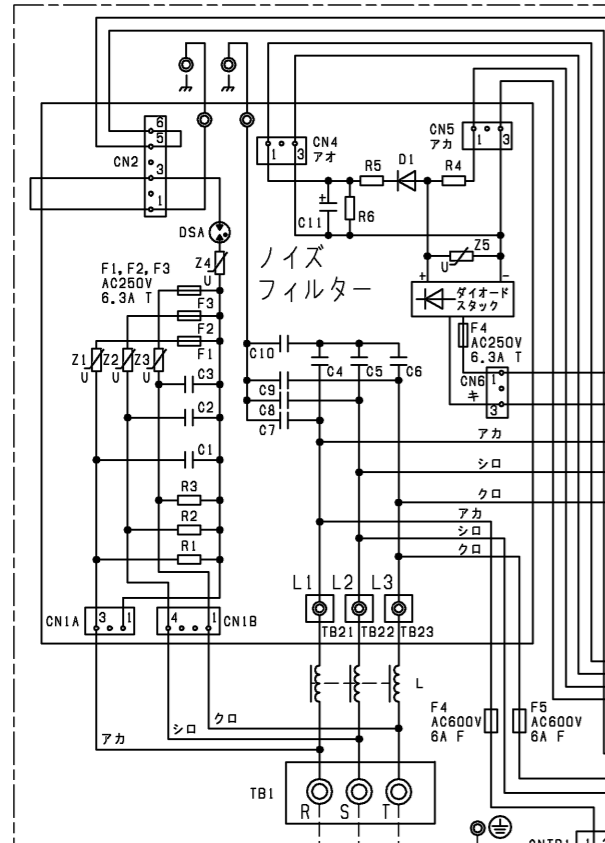 6
5
CN2
3
1
CN4
アオ
1 3
CN5
アカ
1 3
R5 D1 R4
C11
+
R6
DSA
Z4
U
ノイズ
フィルター
Z5
U
+ -
ダイオード
スタック
F1,F2,F3
AC250V
6.3A T
F3
F2
F1
F4
AC250V
6.3A T
CN6
キ
1
3
Z1 Z2 Z3
U U U
C10
C4 C5 C6
C3
C9
C8
C7
C2
C1
アカ
シロ
クロ
アカ
シロ
クロ
R3
R2
R1
L1 L2 L3
CN1A 3 1
4 1 CN1B
TB21 TB22 TB23
L
F4
AC600V
6A F
F5
AC600V
6A F
クロ
シロ
アカ
TB1
R S T